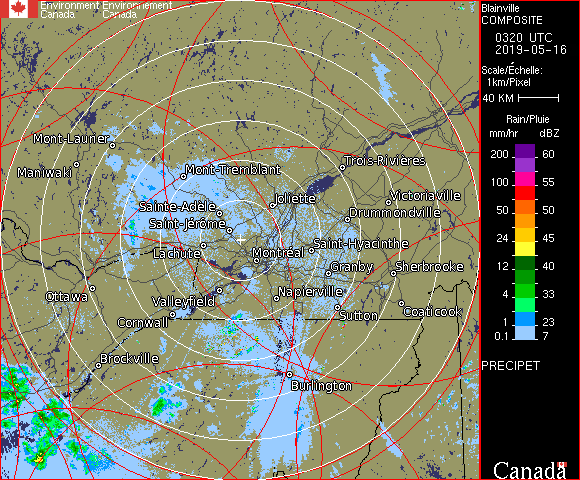 Environment Environnement
Canada Canada
Blainville
COMPOSITE
0320 UTC
2019-05-16
Scale/Échelle:
1km/Pixel
40 KM
Rain/Pluie
mm/hr dBZ
200 60
100 55
50 50
24 45
12 40
4 33
1 23
0.1 7
PRECIPET
Canada
Mont-Laurier
Maniwaki
Mont-Tremblant
Trois-Rivières
Joliette
Victoriaville
Sainte-Adèle
Drummondville
Saint-Jérôme
Lachute
Montréal
Saint-Hyacinthe
Granby
Sherbrooke
Ottawa
Valleyfield
Napierville
Cornwall
Sutton
Coaticook
Brockville
Burlington